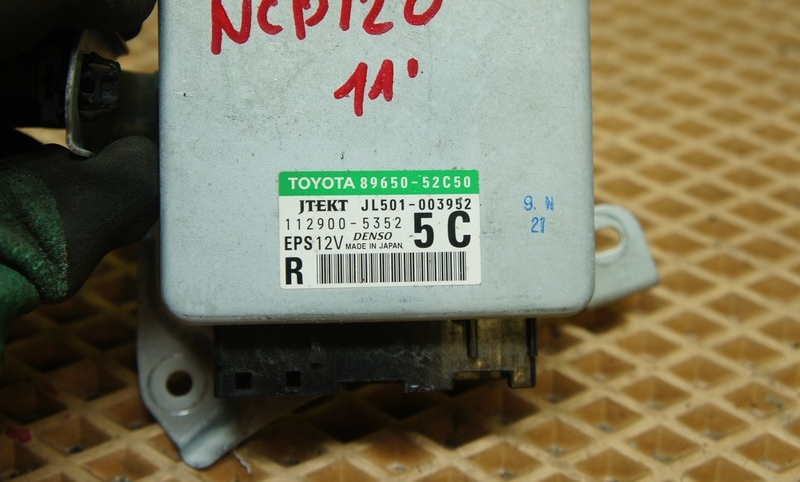 NCP120
11'
TOYOTA 89650-52C50
JTEKT JL501-003952
112900-5352
5C
EPS 12V DENSO MADE IN JAPAN
R
9. N
21